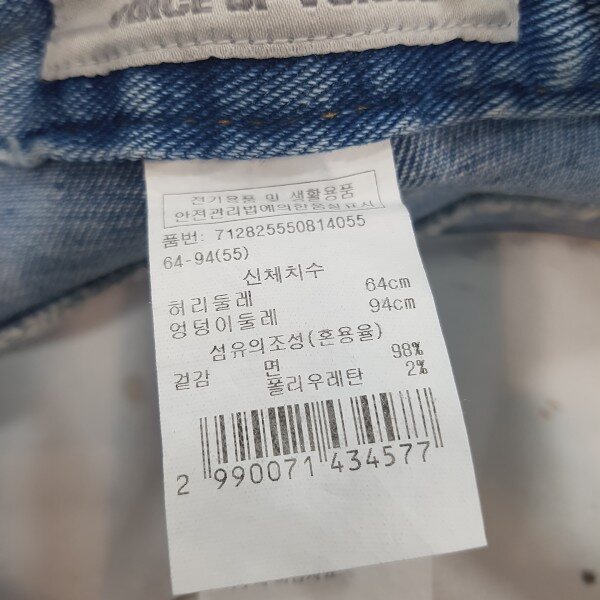 전기용품 및 생활용품
안전관리법에의한품질표시
품번: 712825550814055
64-94(55)
신체치수
허리둘레 64cm
엉덩이둘레 94cm
섬유의조성(혼용율)
겉감 면 98%
폴리우레탄 2%
2 990071 434577